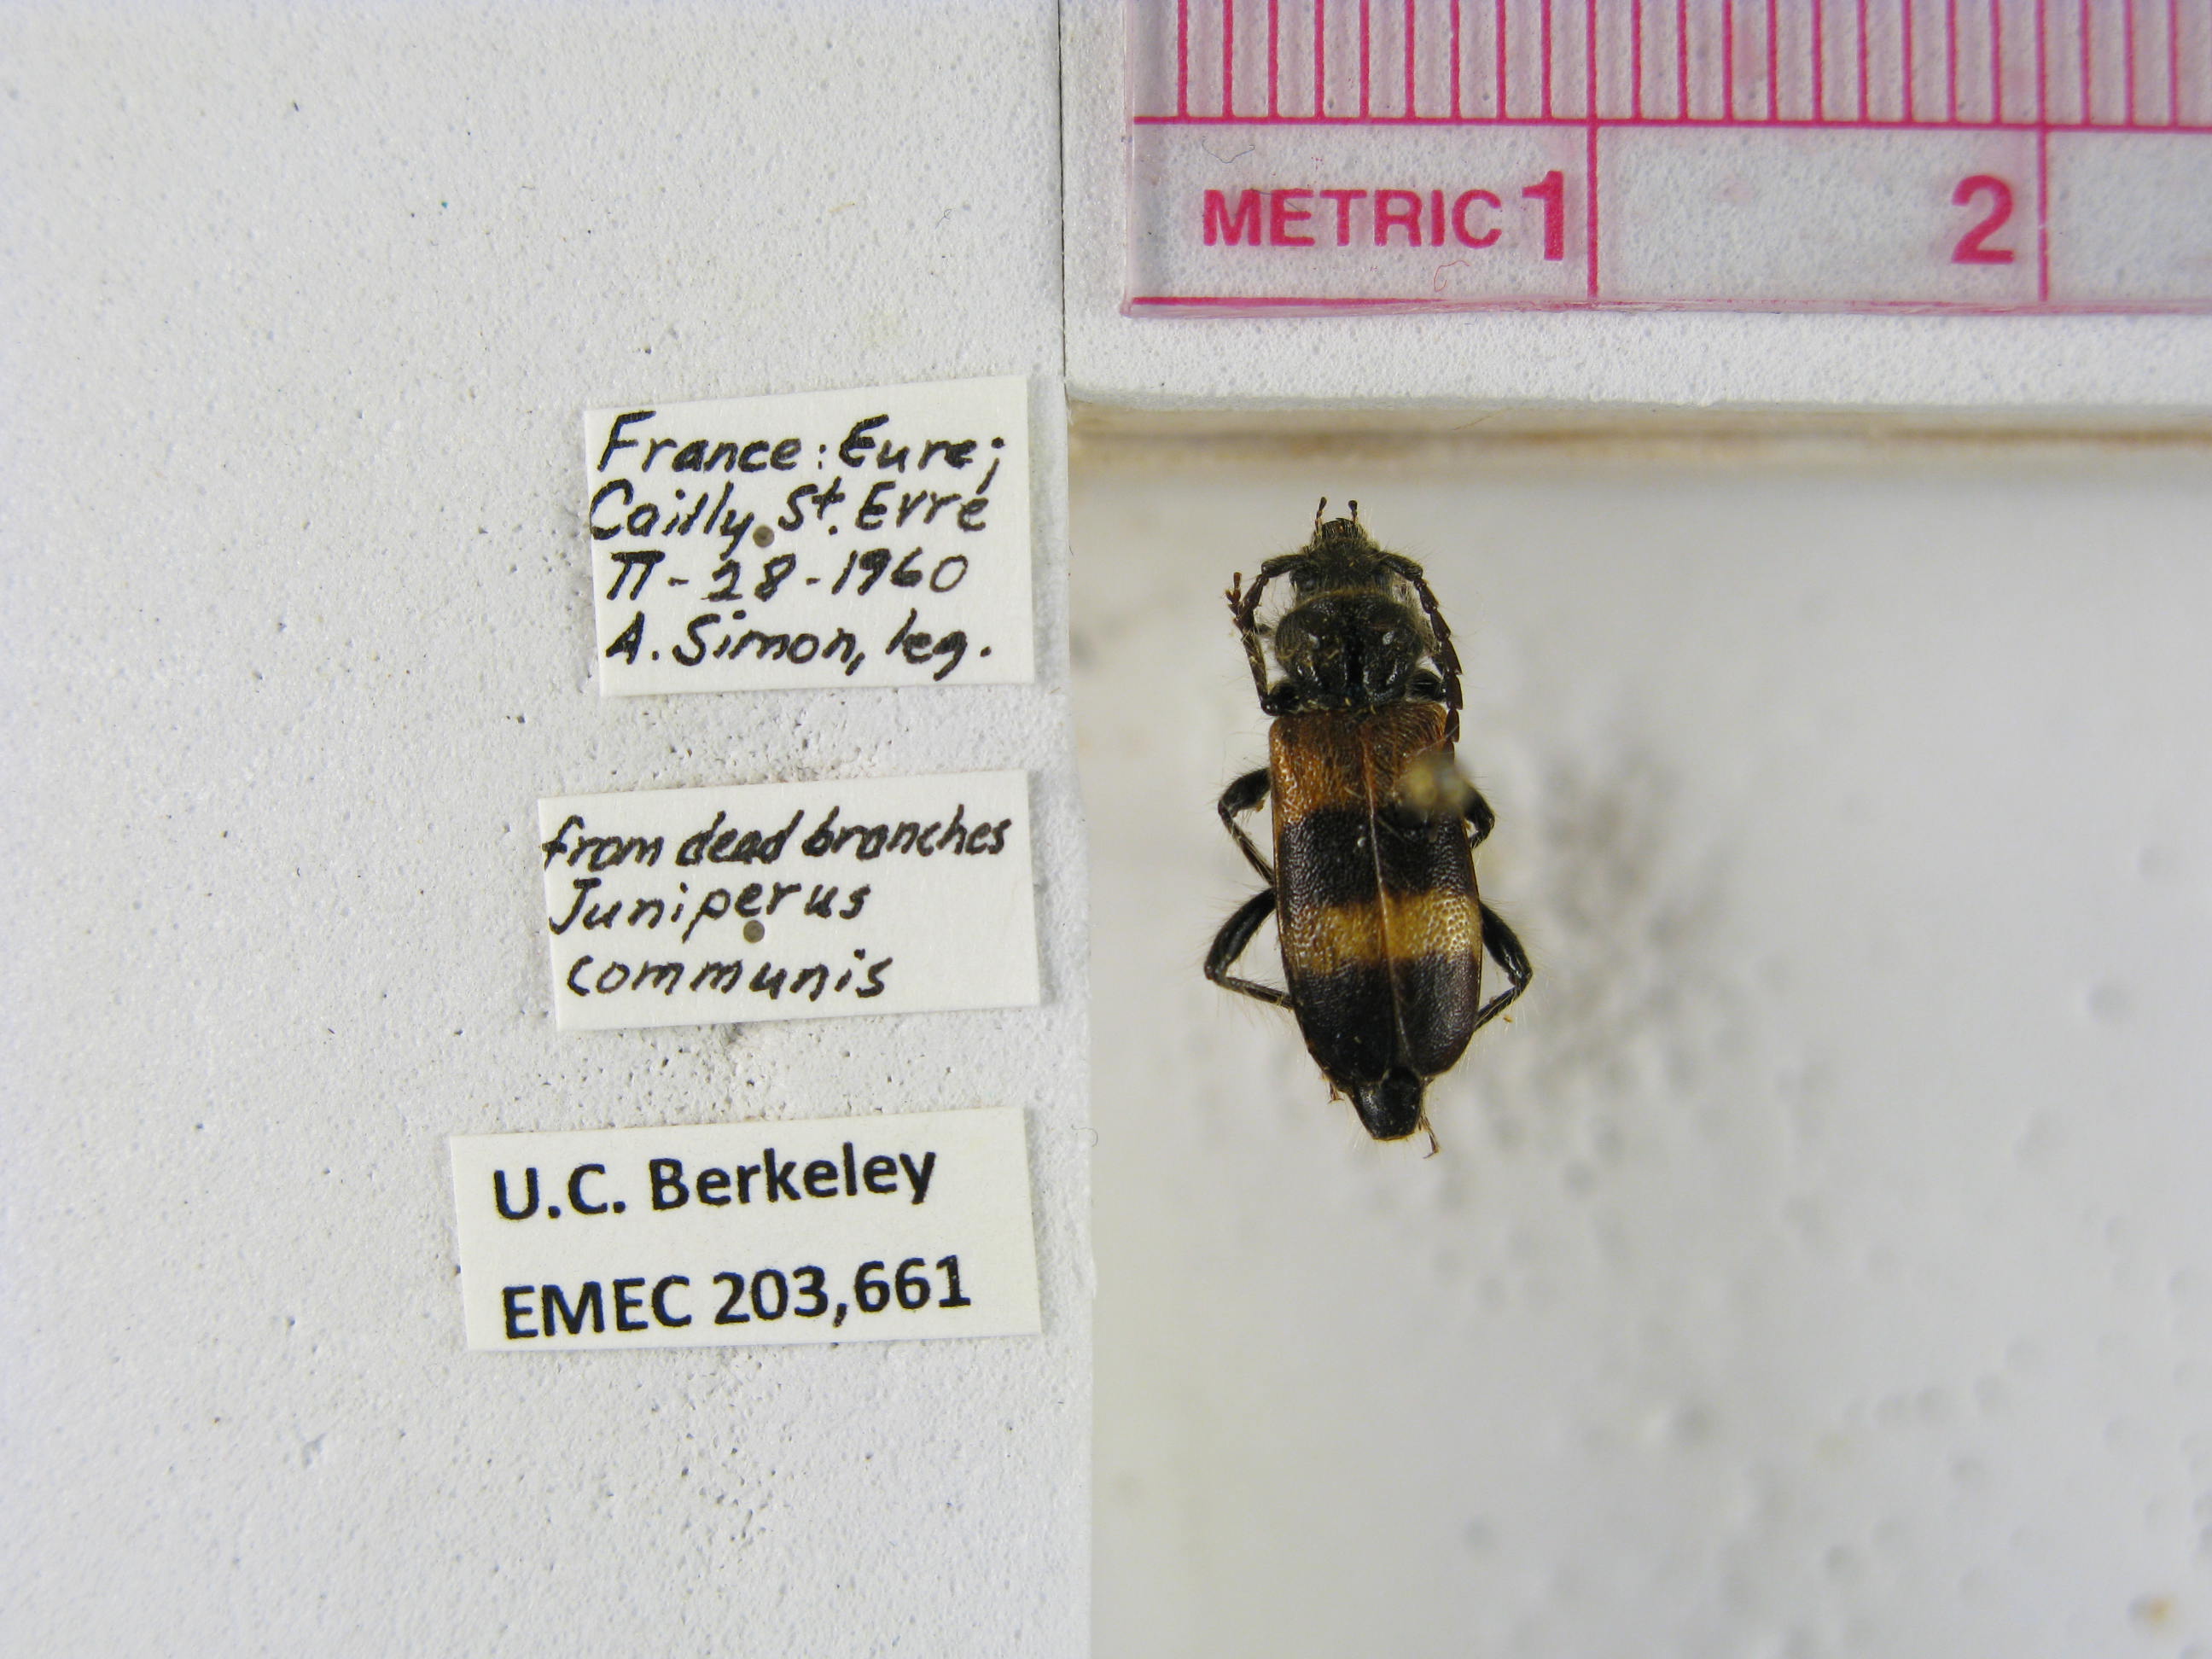 France: Eure;
Cailly. St. Evre
II-28-1960
A. Simon, leg.
from dead branches
Juniperus
communis
U.C. Berkeley
EMEC 203,661
METRIC 1
2